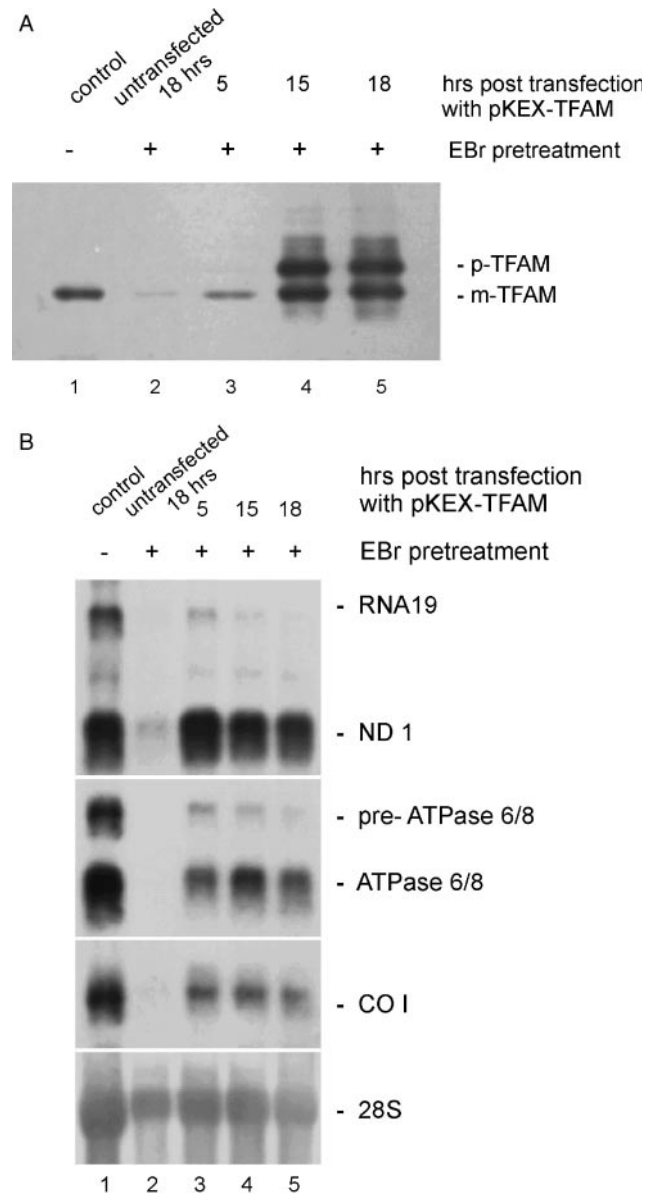 A
control
untransfected
18 hrs
5 15 18
hrs post transfection
with pKEX-TFAM
- + + + +
EBr pretreatment
- p-TFAM
- m-TFAM
1 2 3 4 5
B
control
untransfected
18 hrs
5 15 18
hrs post transfection
with pKEX-TFAM
- + + + +
EBr pretreatment
- RNA19
- ND 1
- pre- ATPase 6/8
- ATPase 6/8
- CO I
- 28S
1 2 3 4 5